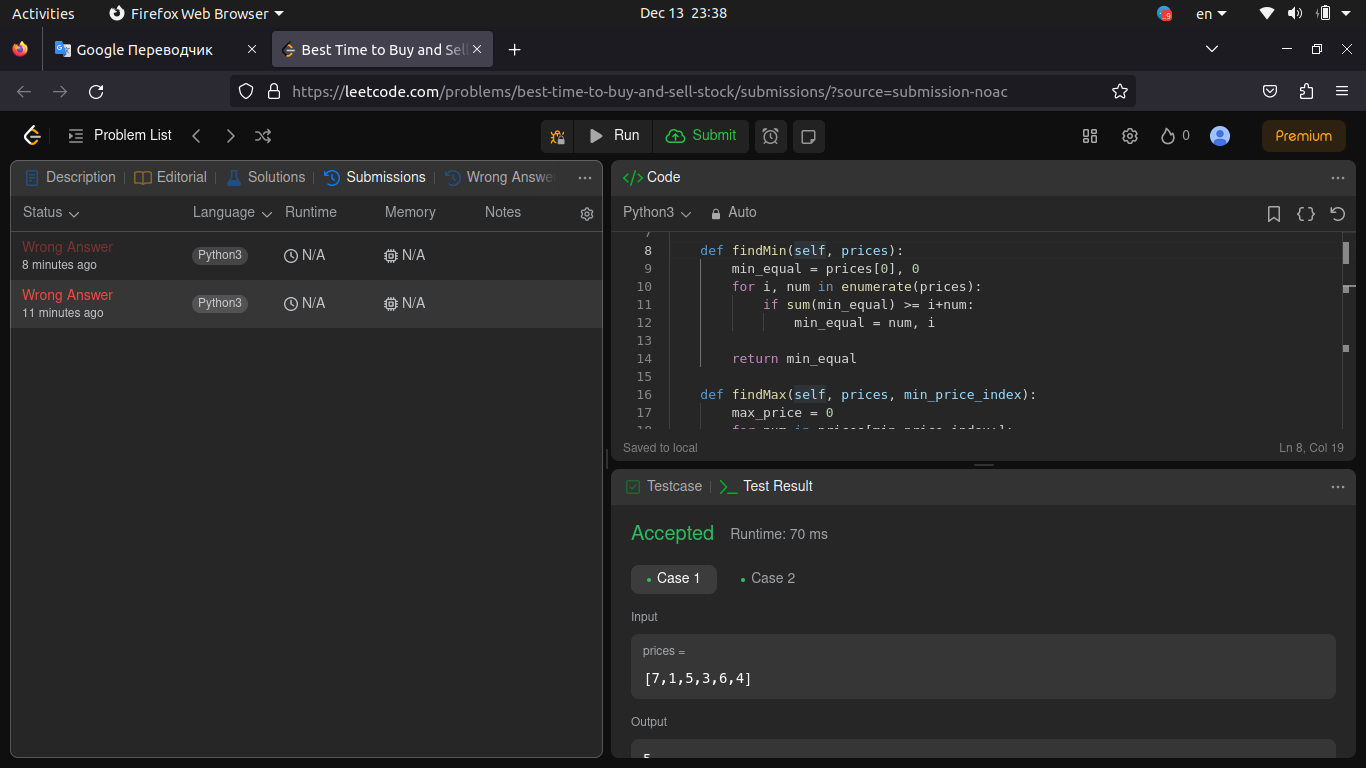 Activities
Firefox Web Browser
Dec 13 23:38
en
Google Переводчик
Best Time to Buy and Sell
https://leetcode.com/problems/best-time-to-buy-and-sell-stock/submissions/?source=submission-noac
Problem List
Run
Submit
0
Premium
Description
Editorial
Solutions
Submissions
Wrong Answe
Status
Language
Runtime
Memory
Notes
Wrong Answer
8 minutes ago
Python3
N/A
N/A
Wrong Answer
11 minutes ago
Python3
N/A
N/A
</> Code
Python3
Auto
7
8 def findMin(self, prices):
9 min_equal = prices[0], 0
10 for i, num in enumerate(prices):
11 if sum(min_equal) >= i+num:
12 min_equal = num, i
13
14 return min_equal
15
16 def findMax(self, prices, min_price_index):
17 max_price = 0
18 for num in prices[min_price_index:]:
Saved to local
Ln 8, Col 19
Testcase
Test Result
Accepted
Runtime: 70 ms
Case 1
Case 2
Input
prices =
[7,1,5,3,6,4]
Output
5